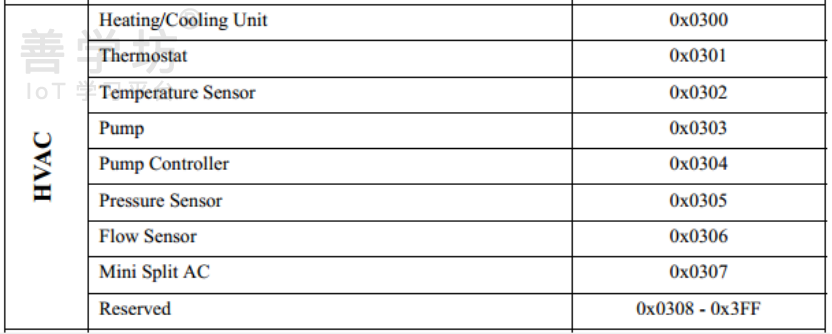 善学坊®
IoT 学习平台
HVAC
Heating/Cooling Unit 0x0300
Thermostat 0x0301
Temperature Sensor 0x0302
Pump 0x0303
Pump Controller 0x0304
Pressure Sensor 0x0305
Flow Sensor 0x0306
Mini Split AC 0x0307
Reserved 0x0308 - 0x3FF